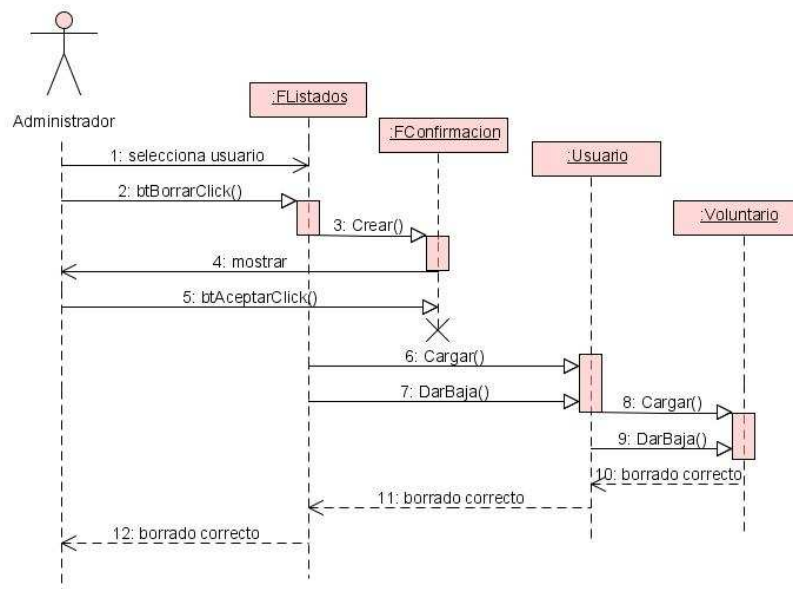 Administrador
:FListados
:FConfirmacion
:Usuario
:Voluntario
1: selecciona usuario
2: btBorrarClick()
3: Crear()
4: mostrar
5: btAceptarClick()
6: Cargar()
7: DarBaja()
8: Cargar()
9: DarBaja()
10: borrado correcto
11: borrado correcto
12: borrado correcto